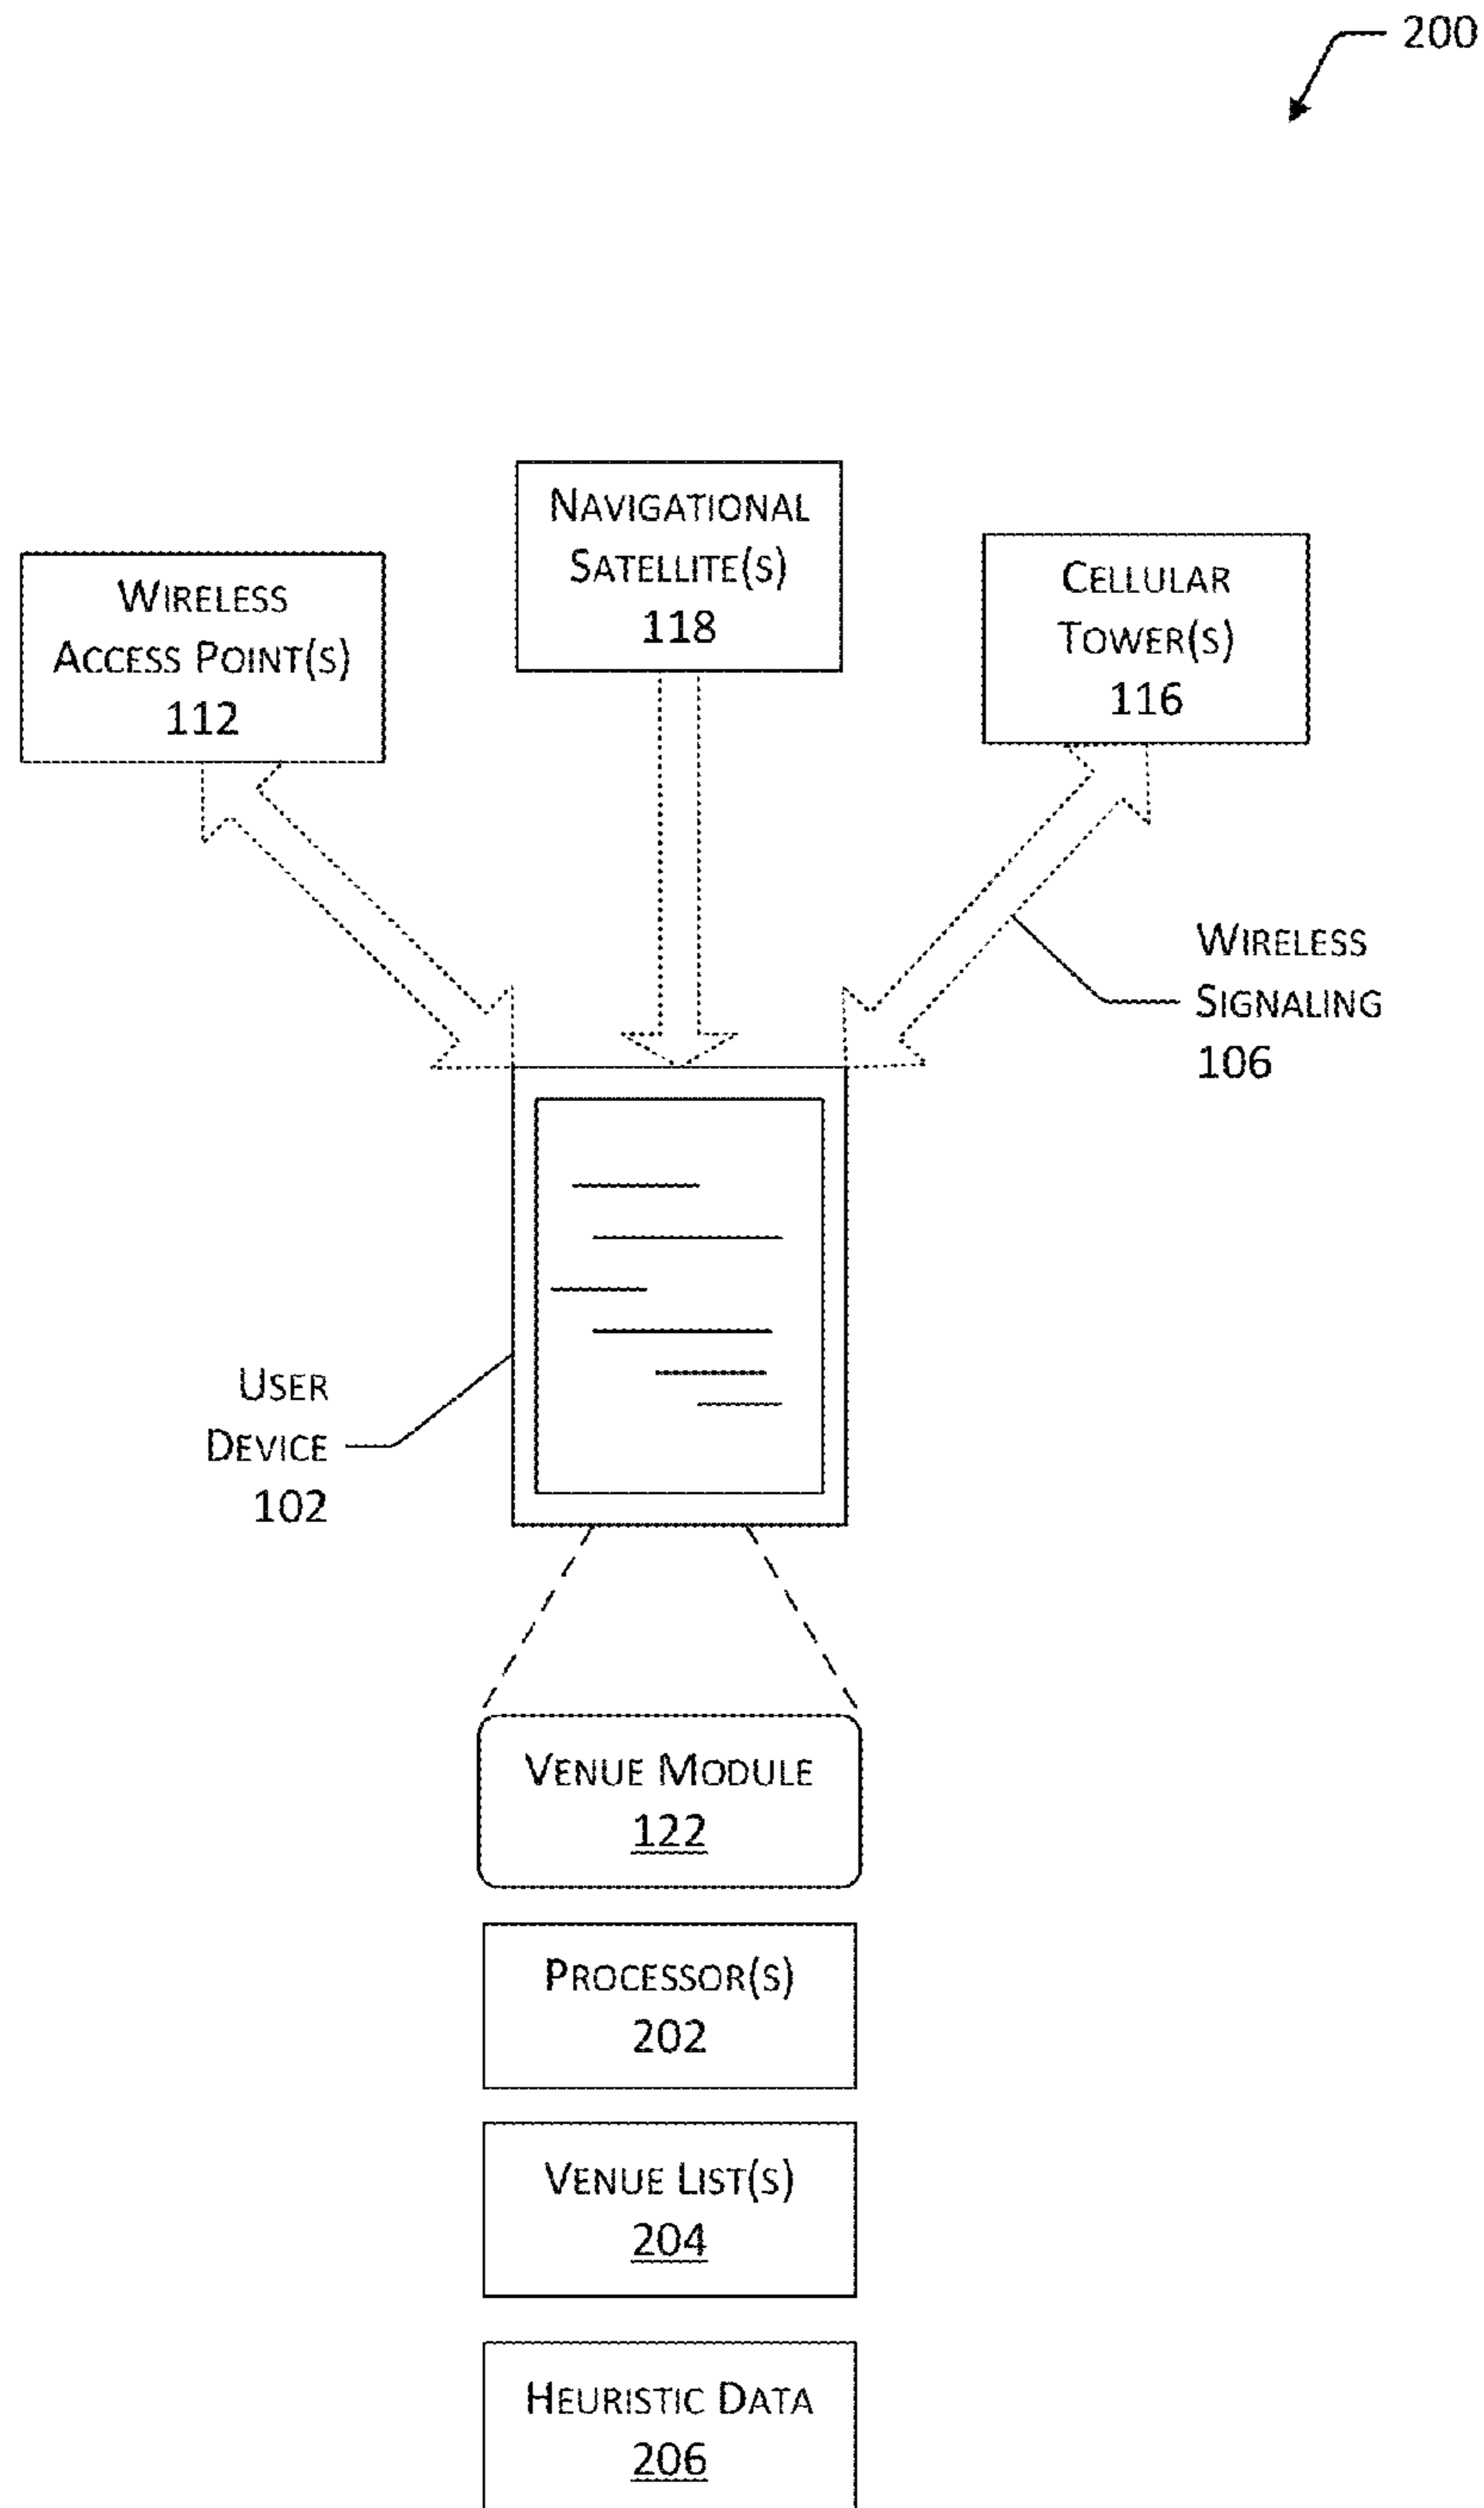 200
NAVIGATIONAL
SATELLITE(S)
118
WIRELESS
ACCESS POINT(S)
112
CELLULAR
TOWER(S)
116
WIRELESS
SIGNALING
106
USER
DEVICE
102
VENUE MODULE
122
PROCESSOR(S)
202
VENUE LIST(S)
204
HEURISTIC DATA
206